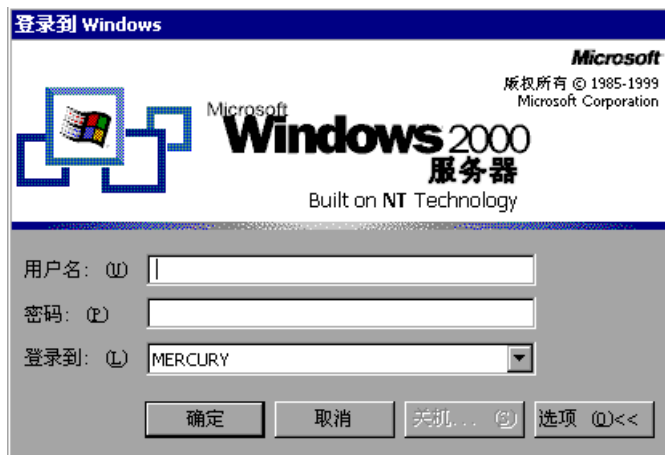 登录到 Windows
Microsoft
版权所有 © 1985-1999
Microsoft Corporation
Microsoft
Windows 2000
服务器
Built on NT Technology
用户名: (U)
密码: (P)
登录到: (L) MERCURY
确定 取消 关机... (S) 选项 (O)<<